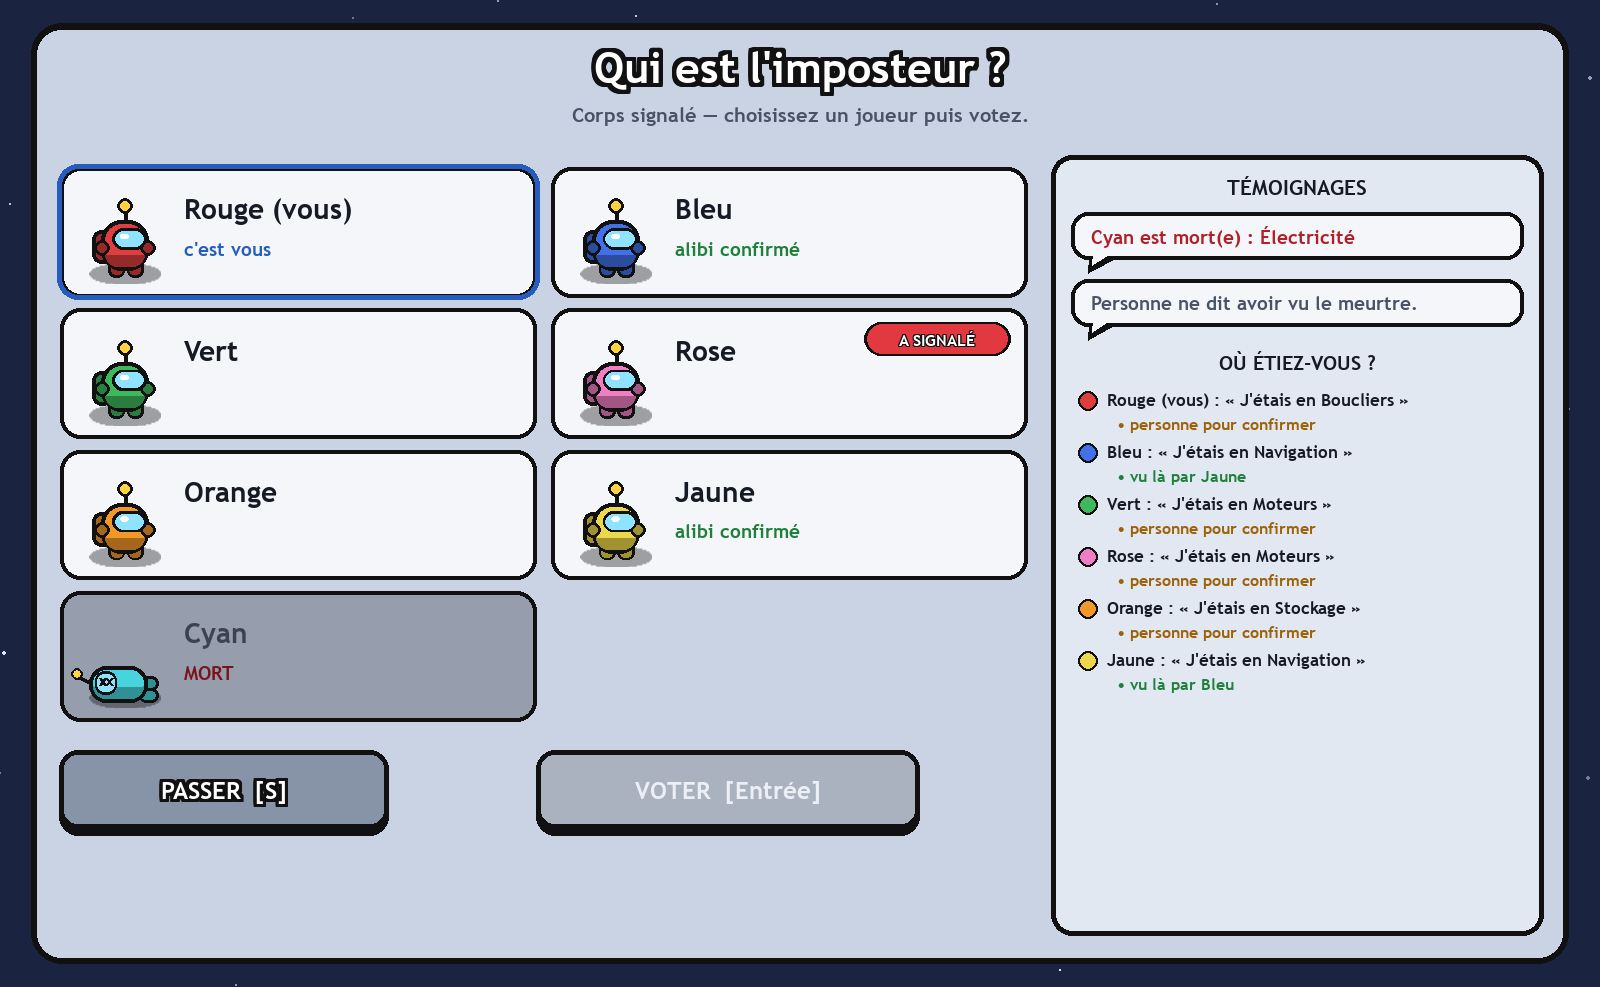 Qui est l'imposteur ?
Corps signalé — choisissez un joueur puis votez.
Rouge (vous)
c'est vous
Bleu
alibi confirmé
Vert
Rose
A SIGNALÉ
Orange
Jaune
alibi confirmé
Cyan
MORT
PASSER [S]
VOTER [Entrée]
TÉMOIGNAGES
Cyan est mort(e) : Électricité
Personne ne dit avoir vu le meurtre.
OÙ ÉTIEZ-VOUS ?
Rouge (vous) : « J'étais en Boucliers »
• personne pour confirmer
Bleu : « J'étais en Navigation »
• vu là par Jaune
Vert : « J'étais en Moteurs »
• personne pour confirmer
Rose : « J'étais en Moteurs »
• personne pour confirmer
Orange : « J'étais en Stockage »
• personne pour confirmer
Jaune : « J'étais en Navigation »
• vu là par Bleu